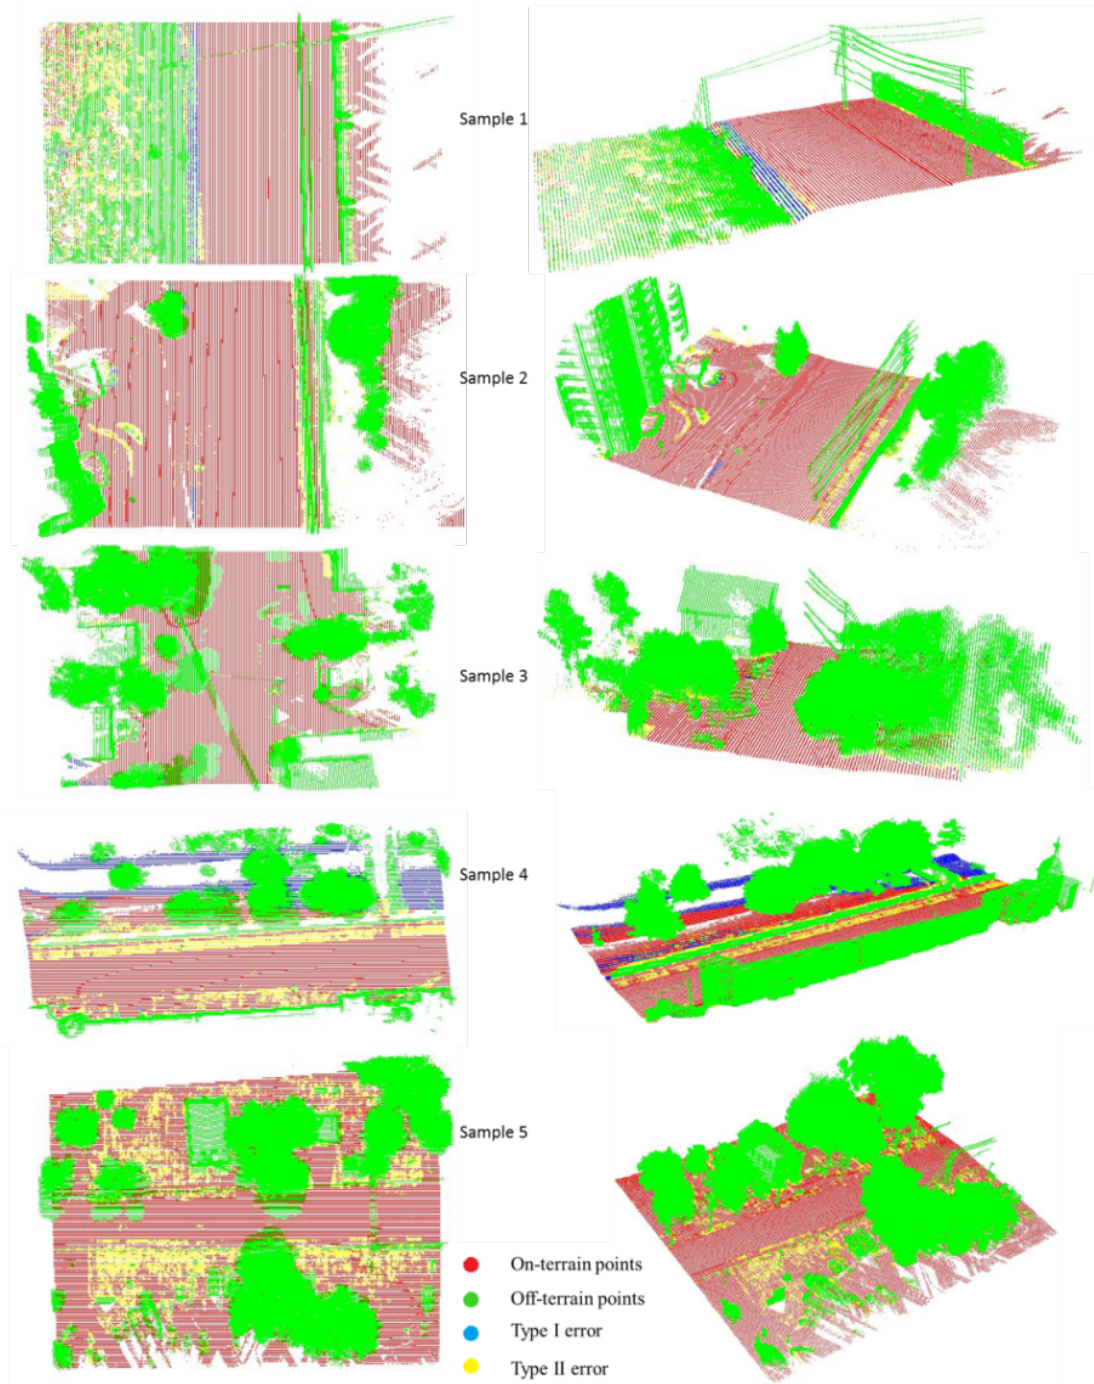 Sample 1
Sample 2
Sample 3
Sample 4
Sample 5
On-terrain points
Off-terrain points
Type I error
Type II error